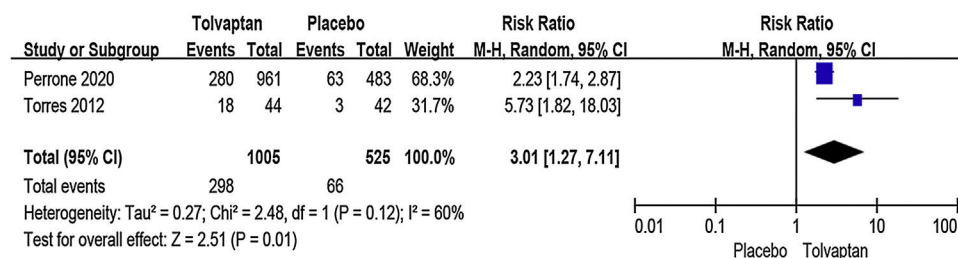 Tolvaptan Placebo Risk Ratio Risk Ratio
Study or Subgroup Events Total Events Total Weight M-H, Random, 95% CI M-H, Random, 95% CI
Perrone 2020 280 961 63 483 68.3% 2.23 [1.74, 2.87]
Torres 2012 18 44 3 42 31.7% 5.73 [1.82, 18.03]
Total (95% CI) 1005 525 100.0% 3.01 [1.27, 7.11]
Total events 298 66
Heterogeneity: Tau² = 0.27; Chi² = 2.48, df = 1 (P = 0.12); I² = 60%
Test for overall effect: Z = 2.51 (P = 0.01)
0.01 0.1 1 10 100
Placebo Tolvaptan